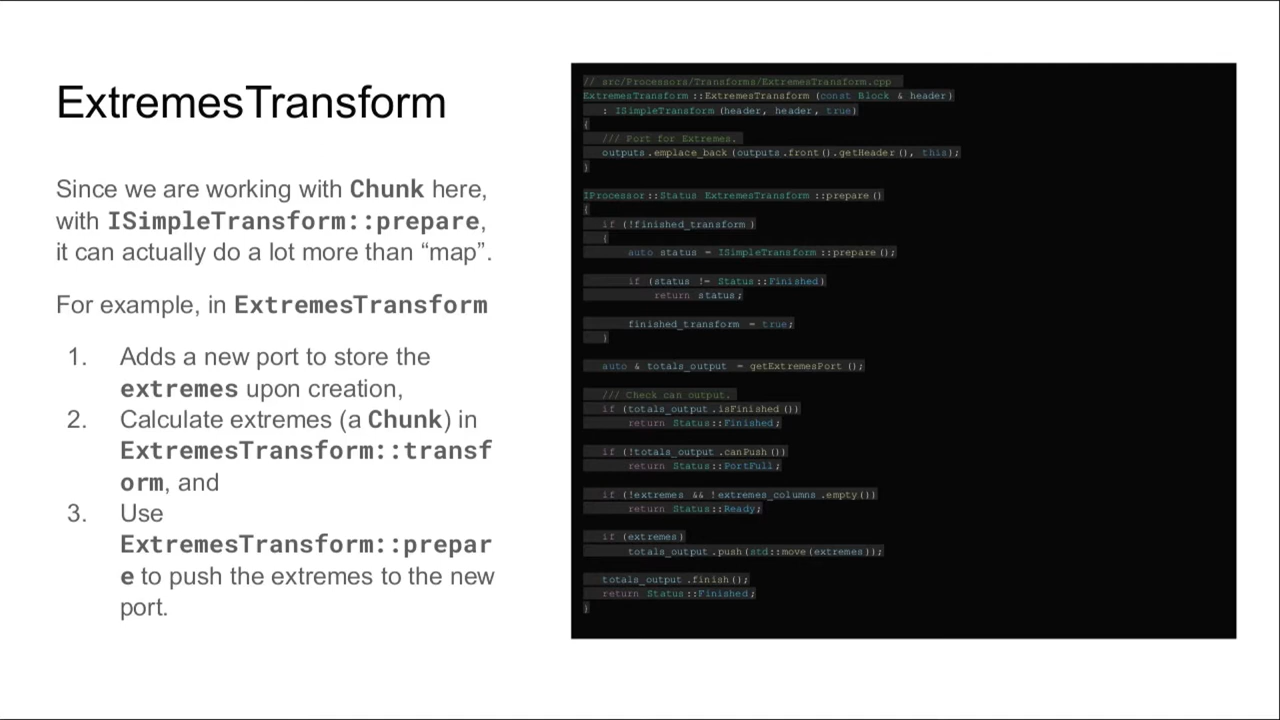 ExtremesTransform
Since we are working with Chunk here,
with ISimpleTransform::prepare,
it can actually do a lot more than “map”.
For example, in ExtremesTransform
1. Adds a new port to store the
extremes upon creation,
2. Calculate extremes (a Chunk) in
ExtremesTransform::transf
orm, and
3. Use
ExtremesTransform::prepar
e to push the extremes to the new
port.
// src/Processors/Transforms/ExtremesTransform.cpp
ExtremesTransform::ExtremesTransform(const Block & header)
: ISimpleTransform(header, header, true)
{
/// Port for Extremes.
outputs.emplace_back(outputs.front().getHeader(), this);
}
IProcessor::Status ExtremesTransform::prepare()
{
if (!finished_transform)
{
auto status = ISimpleTransform::prepare();
if (status != Status::Finished)
return status;
finished_transform = true;
}
auto & totals_output = getExtremesPort();
/// Check can output.
if (totals_output.isFinished())
return Status::Finished;
if (!totals_output.canPush())
return Status::PortFull;
if (!extremes && !extremes_columns.empty())
return Status::Ready;
if (extremes)
totals_output.push(std::move(extremes));
totals_output.finish();
return Status::Finished;
}